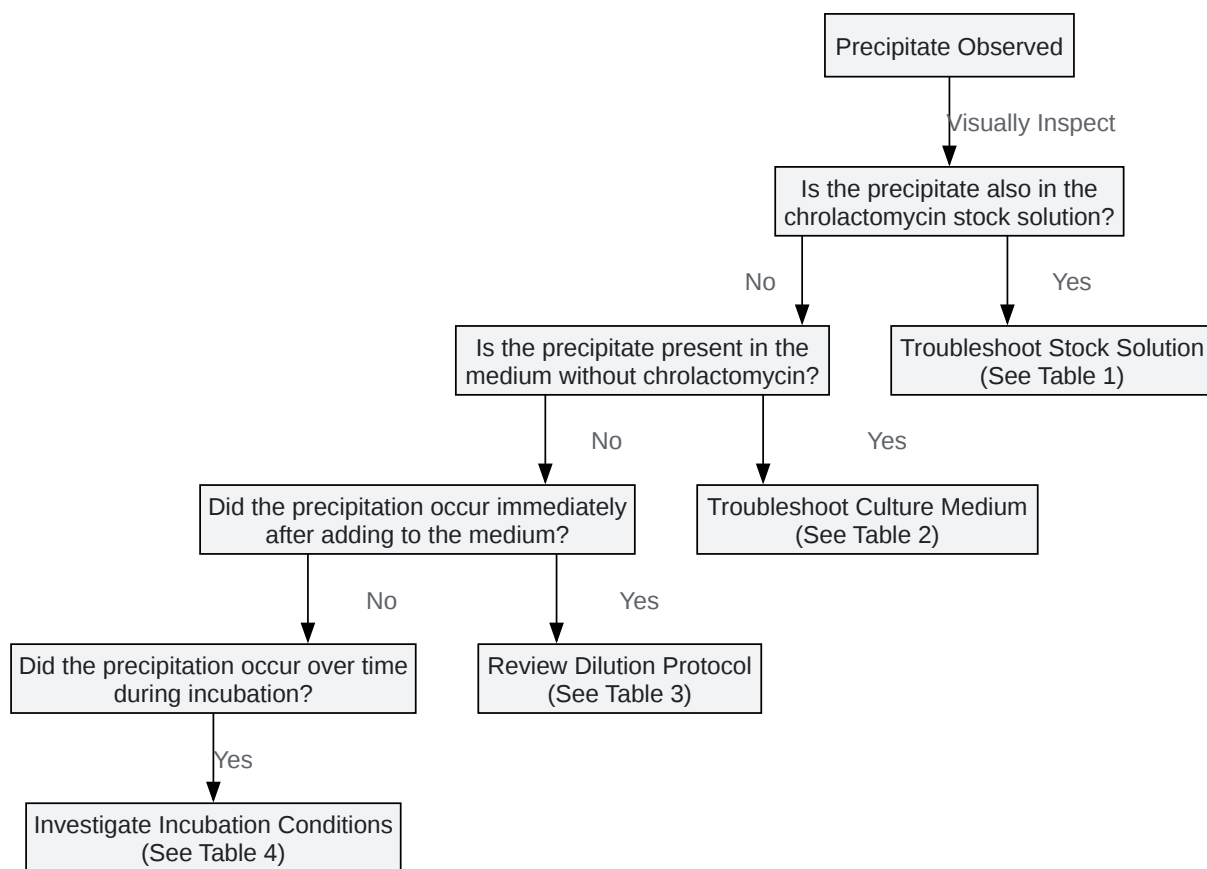 Precipitate Observed
Visually Inspect
Is the precipitate also in the
chrolactomycin stock solution?
No
Yes
Is the precipitate present in the
medium without chrolactomycin?
Troubleshoot Stock Solution
(See Table 1)
No
Yes
Did the precipitation occur immediately
after adding to the medium?
Troubleshoot Culture Medium
(See Table 2)
No
Yes
Did the precipitation occur over time
during incubation?
Review Dilution Protocol
(See Table 3)
Yes
Investigate Incubation Conditions
(See Table 4)